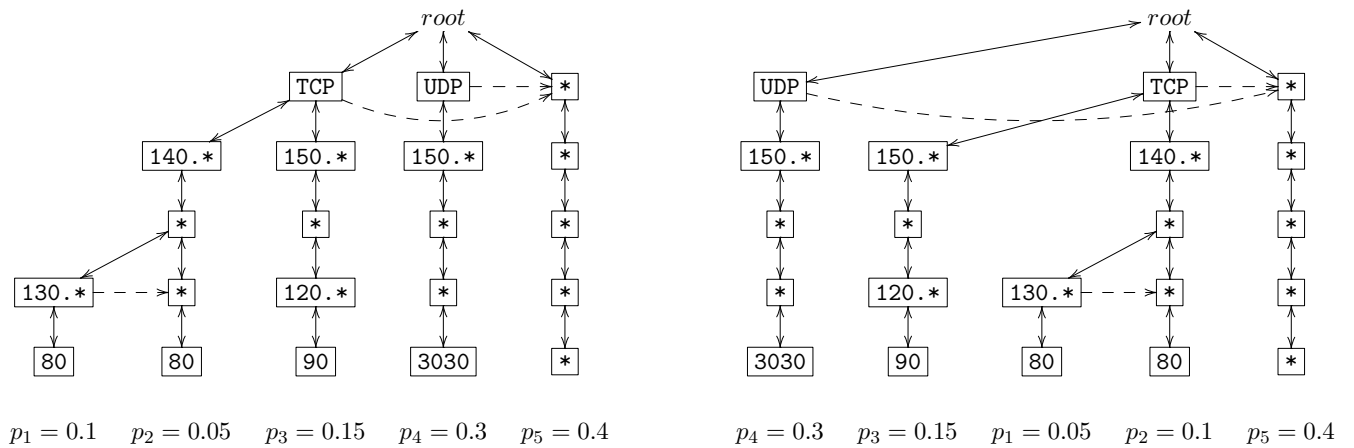 root root
TCP UDP * UDP TCP *
140.* 150.* 150.* * 150.* 150.* 140.* *
* * * * * * * *
130.* * 120.* * * * 120.* 130.* * *
80 80 90 3030 * 3030 90 80 80 *
p₁ = 0.1 p₂ = 0.05 p₃ = 0.15 p₄ = 0.3 p₅ = 0.4 p₄ = 0.3 p₃ = 0.15 p₁ = 0.05 p₂ = 0.1 p₅ = 0.4